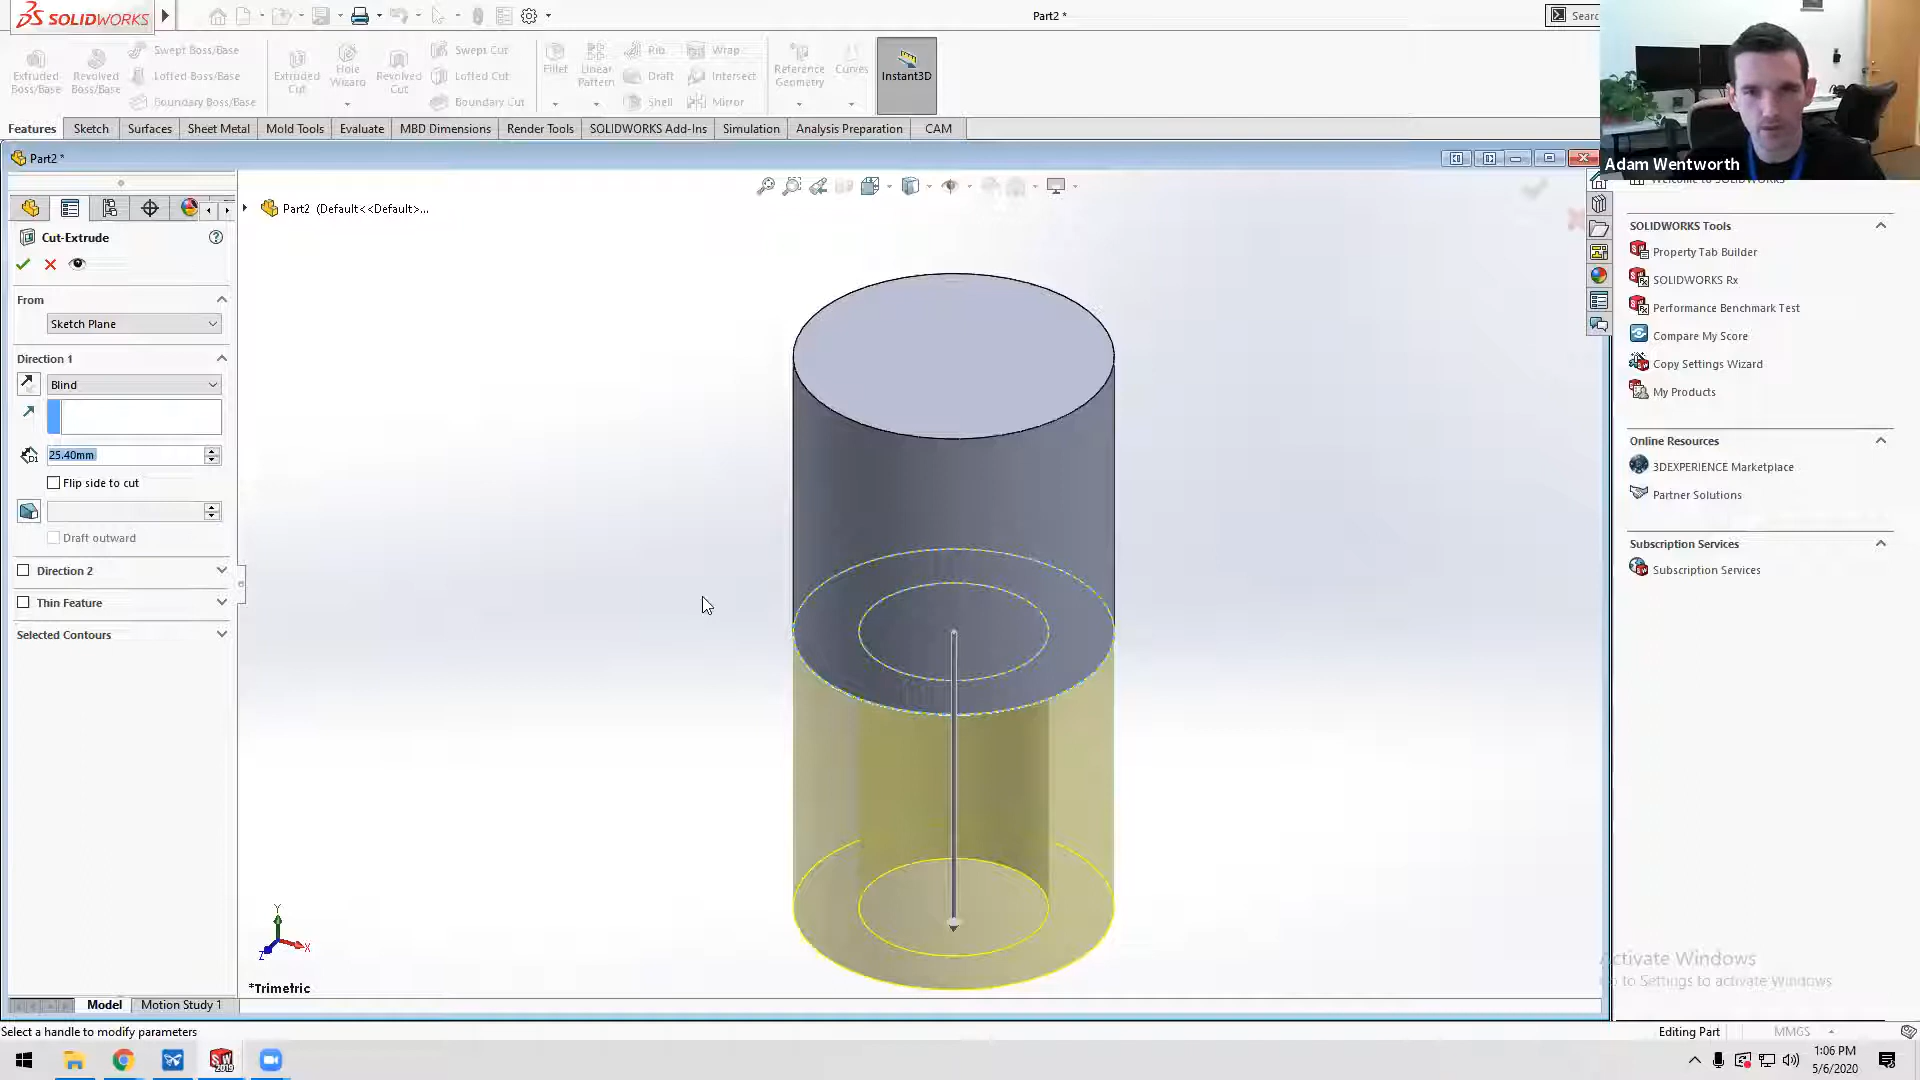 SOLIDWORKS
Part2 *
Searc
Extruded Boss/Base
Revolved Boss/Base
Swept Boss/Base
Lofted Boss/Base
Boundary Boss/Base
Extruded Cut
Hole Wizard
Revolved Cut
Swept Cut
Lofted Cut
Boundary Cut
Fillet
Linear Pattern
Rib
Draft
Shell
Wrap
Intersect
Mirror
Reference Geometry
Curves
Instant3D
Adam Wentworth
Features
Sketch
Surfaces
Sheet Metal
Mold Tools
Evaluate
MBD Dimensions
Render Tools
SOLIDWORKS Add-Ins
Simulation
Analysis Preparation
CAM
Part2 *
Part2 (Default<<Default>...
Cut-Extrude
From
Sketch Plane
Direction 1
Blind
25.40mm
Flip side to cut
Draft outward
Direction 2
Thin Feature
Selected Contours
Y
X
Z
*Trimetric
Welcome to SOLIDWORKS
SOLIDWORKS Tools
Property Tab Builder
SOLIDWORKS Rx
Performance Benchmark Test
Compare My Score
Copy Settings Wizard
My Products
Online Resources
3DEXPERIENCE Marketplace
Partner Solutions
Subscription Services
Subscription Services
Activate Windows
Go to Settings to activate Windows
Model
Motion Study 1
Select a handle to modify parameters
Editing Part
MMGS
SW
2019
1:06 PM
5/6/2020